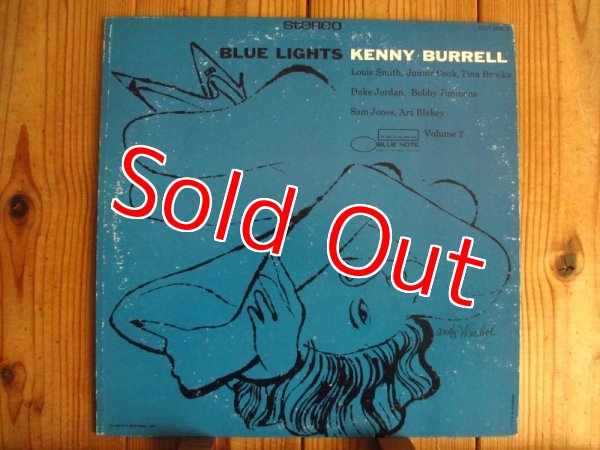 stereo
BLUE LIGHTS KENNY BURRELL
Louis Smith, Junior Cook, Tina Brooks
Duke Jordan, Bobby Timmons
Sam Jones, Art Blakey
Volume 2
BLUE NOTE
Sold Out
Andy Warhol